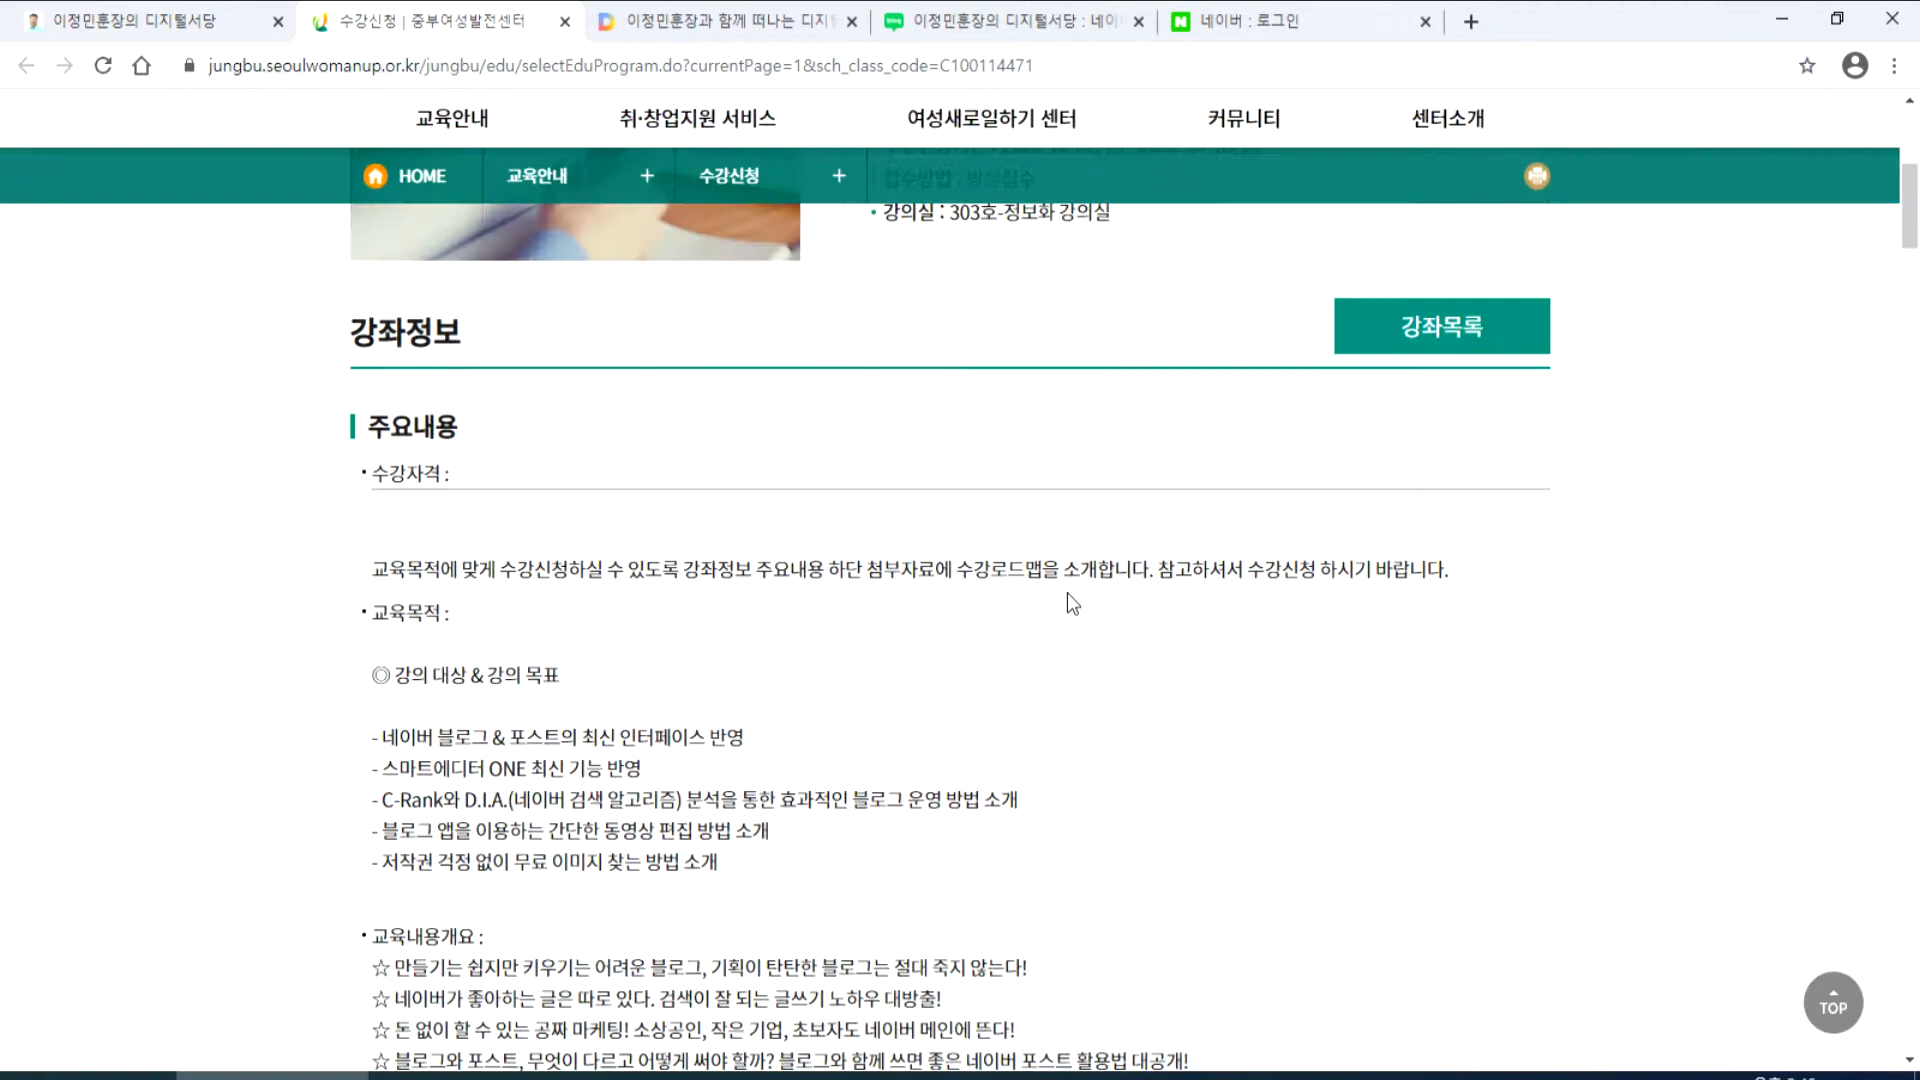 이정민훈장의 디지털서당
수강신청 | 중부여성발전센터
이정민훈장과 함께 떠나는 디지
이정민훈장의 디지털서당 : 네이
네이버 : 로그인
jungbu.seoulwomanup.or.kr/jungbu/edu/selectEduProgram.do?currentPage=1&sch_class_code=C100114471
교육안내 취·창업지원 서비스 여성새로일하기 센터 커뮤니티 센터소개
HOME 교육안내 + 수강신청 +
접수방법 : 방문접수
• 강의실 : 303호-정보화 강의실
강좌정보
강좌목록
주요내용
· 수강자격 :
교육목적에 맞게 수강신청하실 수 있도록 강좌정보 주요내용 하단 첨부자료에 수강로드맵을 소개합니다. 참고하셔서 수강신청 하시기 바랍니다.
· 교육목적 :
◎ 강의 대상 & 강의 목표
- 네이버 블로그 & 포스트의 최신 인터페이스 반영
- 스마트에디터 ONE 최신 기능 반영
- C-Rank와 D.I.A.(네이버 검색 알고리즘) 분석을 통한 효과적인 블로그 운영 방법 소개
- 블로그 앱을 이용하는 간단한 동영상 편집 방법 소개
- 저작권 걱정 없이 무료 이미지 찾는 방법 소개
· 교육내용개요 :
☆ 만들기는 쉽지만 키우기는 어려운 블로그, 기획이 탄탄한 블로그는 절대 죽지 않는다!
☆ 네이버가 좋아하는 글은 따로 있다. 검색이 잘 되는 글쓰기 노하우 대방출!
☆ 돈 없이 할 수 있는 공짜 마케팅! 소상공인, 작은 기업, 초보자도 네이버 메인에 뜬다!
☆ 블로그와 포스트, 무엇이 다르고 어떻게 써야 할까? 블로그와 함께 쓰면 좋은 네이버 포스트 활용법 대공개!
TOP